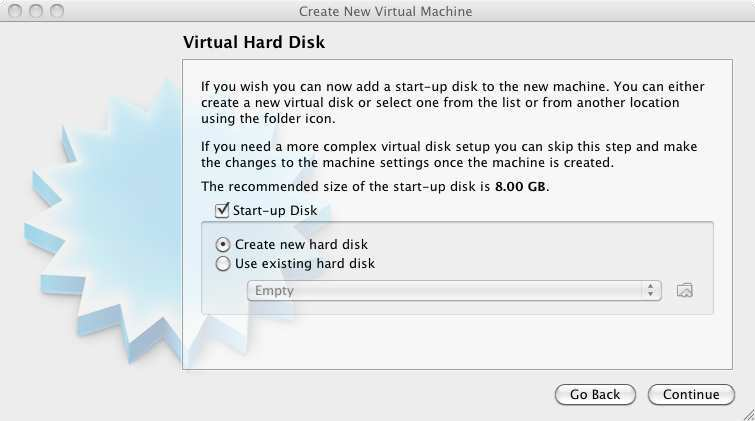 Create New Virtual Machine
Virtual Hard Disk
If you wish you can now add a start-up disk to the new machine. You can either
create a new virtual disk or select one from the list or from another location
using the folder icon.
If you need a more complex virtual disk setup you can skip this step and make
the changes to the machine settings once the machine is created.
The recommended size of the start-up disk is 8.00 GB.
Start-up Disk
Create new hard disk
Use existing hard disk
Empty
Go Back
Continue